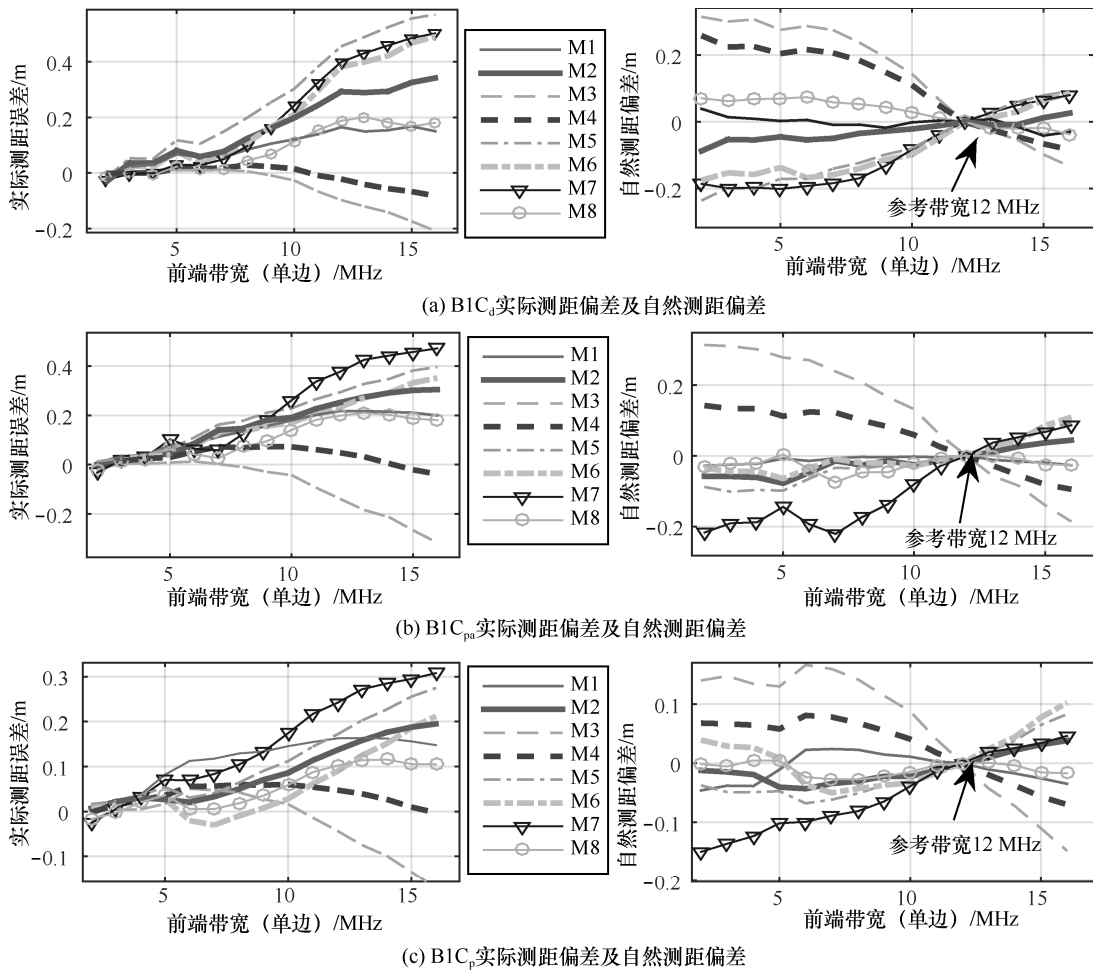 0.4
0.2
0
−0.2
实际测距误差/m
5
10
15
前端带宽（单边）/MHz
M1
M2
M3
M4
M5
M6
M7
M8
0.2
0
−0.2
自然测距偏差/m
参考带宽12 MHz
5
10
15
前端带宽（单边）/MHz
(a) B1Cd实际测距偏差及自然测距偏差
0.4
0.2
0
−0.2
实际测距误差/m
5
10
15
前端带宽（单边）/MHz
M1
M2
M3
M4
M5
M6
M7
M8
0.2
0
−0.2
自然测距偏差/m
参考带宽12 MHz
5
10
15
前端带宽（单边）/MHz
(b) B1Cpa实际测距偏差及自然测距偏差
0.3
0.2
0.1
0
−0.1
实际测距误差/m
5
10
15
前端带宽（单边）/MHz
M1
M2
M3
M4
M5
M6
M7
M8
0.1
0
−0.1
−0.2
自然测距偏差/m
参考带宽12 MHz
5
10
15
前端带宽（单边）/MHz
(c) B1Cp实际测距偏差及自然测距偏差